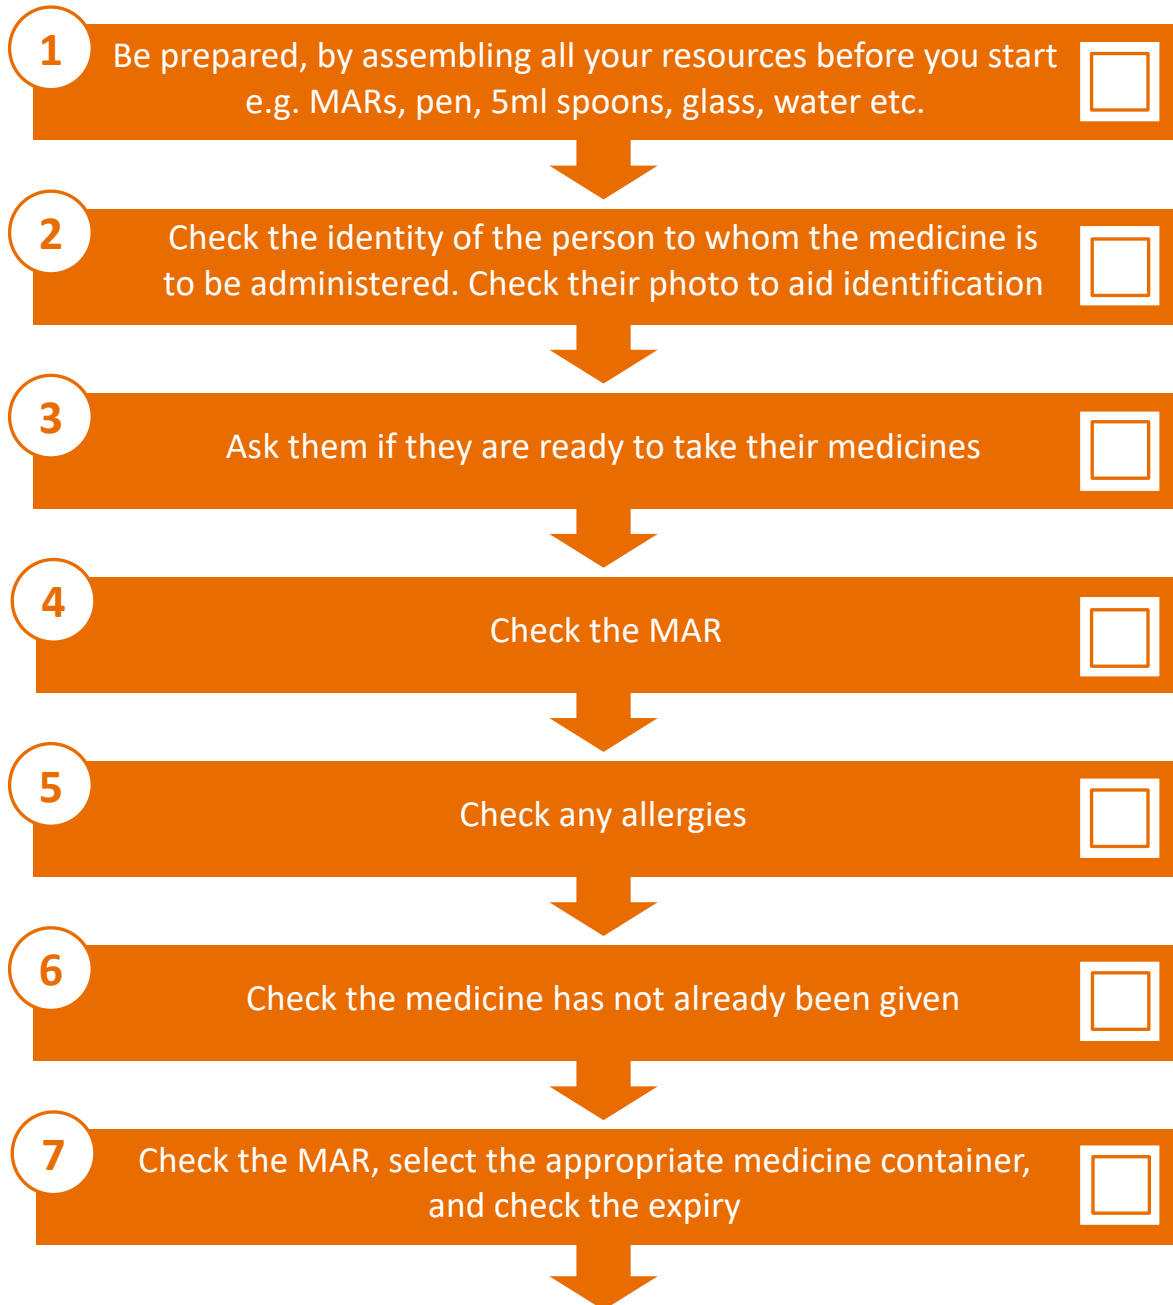 1
Be prepared, by assembling all your resources before you start
e.g. MARs, pen, 5ml spoons, glass, water etc.
2
Check the identity of the person to whom the medicine is
to be administered. Check their photo to aid identification
3
Ask them if they are ready to take their medicines
4
Check the MAR
5
Check any allergies
6
Check the medicine has not already been given
7
Check the MAR, select the appropriate medicine container,
and check the expiry